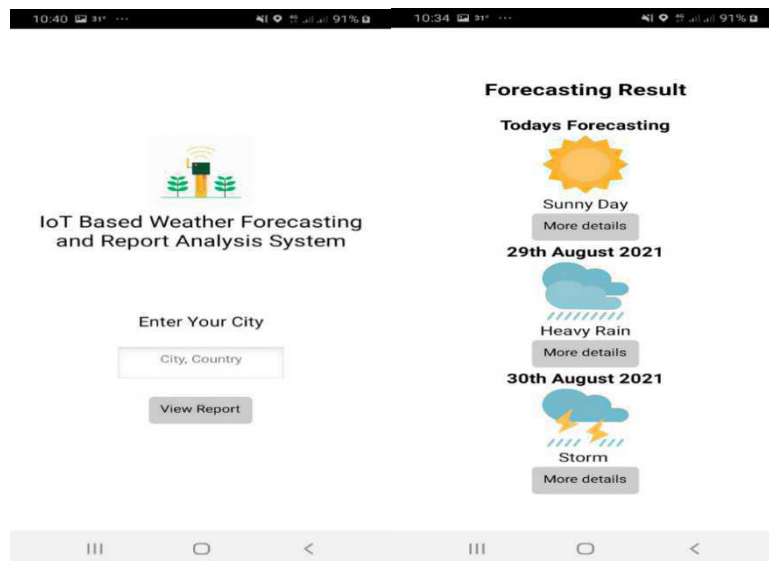 10:40 31° ··· 91%
IoT Based Weather Forecasting
and Report Analysis System
Enter Your City
City, Country
View Report
10:34 31° ··· 91%
Forecasting Result
Todays Forecasting
Sunny Day
More details
29th August 2021
Heavy Rain
More details
30th August 2021
Storm
More details